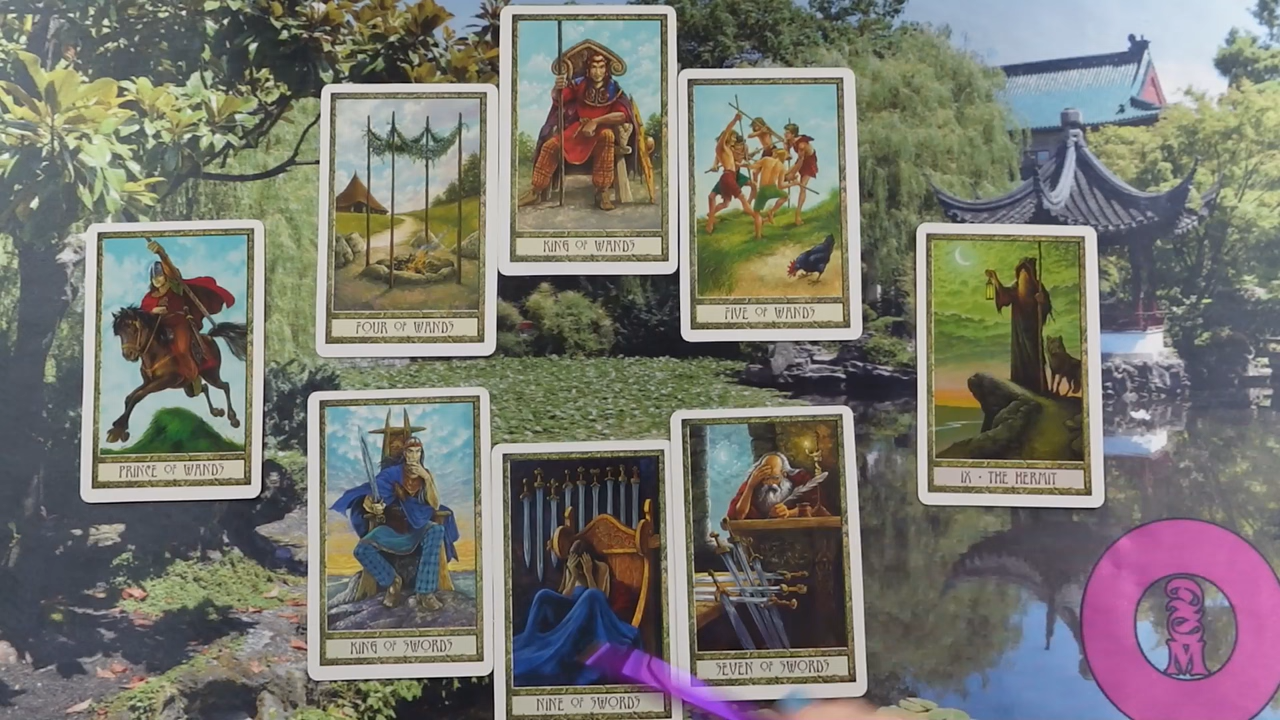 KING OF WANDS
FOUR OF WANDS
FIVE OF WANDS
PRINCE OF WANDS
IX • THE HERMIT
KING OF SWORDS
NINE OF SWORDS
SEVEN OF SWORDS